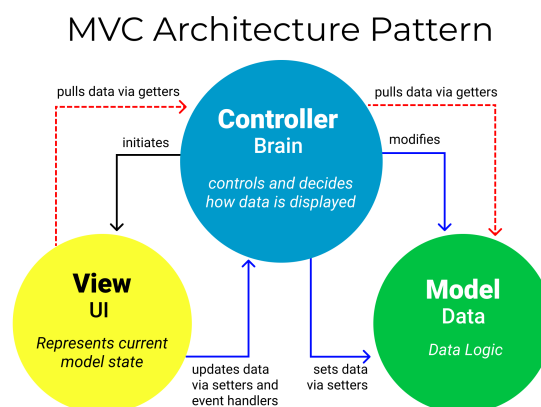 MVC Architecture Pattern
pulls data via getters
pulls data via getters
Controller
Brain
controls and decides
how data is displayed
initiates
modifies
View
UI
Represents current
model state
Model
Data
Data Logic
updates data
via setters and
event handlers
sets data
via setters